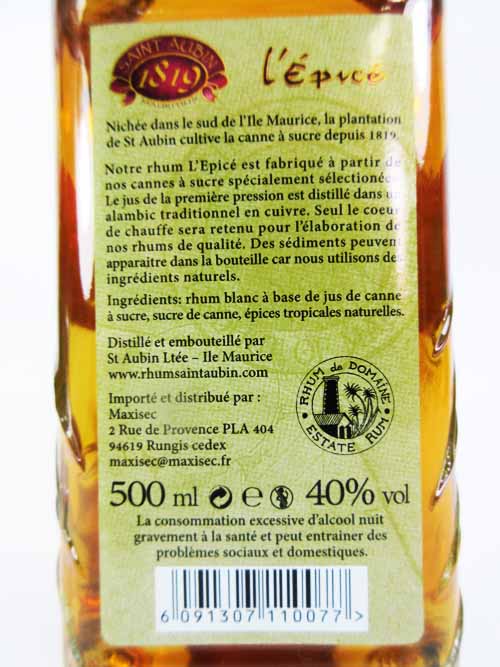 SAINT AUBIN
1819
l'Épicé
Nichée dans le sud de l'Ile Maurice, la plantation
de St Aubin cultive la canne à sucre depuis 1819.
Notre rhum L'Epicé est fabriqué à partir de
nos cannes à sucre spécialement sélectionées.
Le jus de la première pression est distillé dans un
alambic traditionnel en cuivre. Seul le coeur
de chauffe sera retenu pour l'élaboration de
nos rhums de qualité. Des sédiments peuvent
apparaitre dans la bouteille car nous utilisons des
ingrédients naturels.
Ingrédients: rhum blanc à base de jus de canne
à sucre, sucre de canne, épices tropicales naturelles.
Distillé et embouteillé par
St Aubin Ltée – Ile Maurice
www.rhumsaintaubin.com
Importé et distribué par :
Maxisec
2 Rue de Provence PLA 404
94619 Rungis cedex
maxisec@maxisec.fr
RHUM de DOMAINE
ESTATE RUM
500 ml e 40% vol
La consommation excessive d'alcool nuit
gravement à la santé et peut entrainer des
problèmes sociaux et domestiques.
6 091307 110077 >